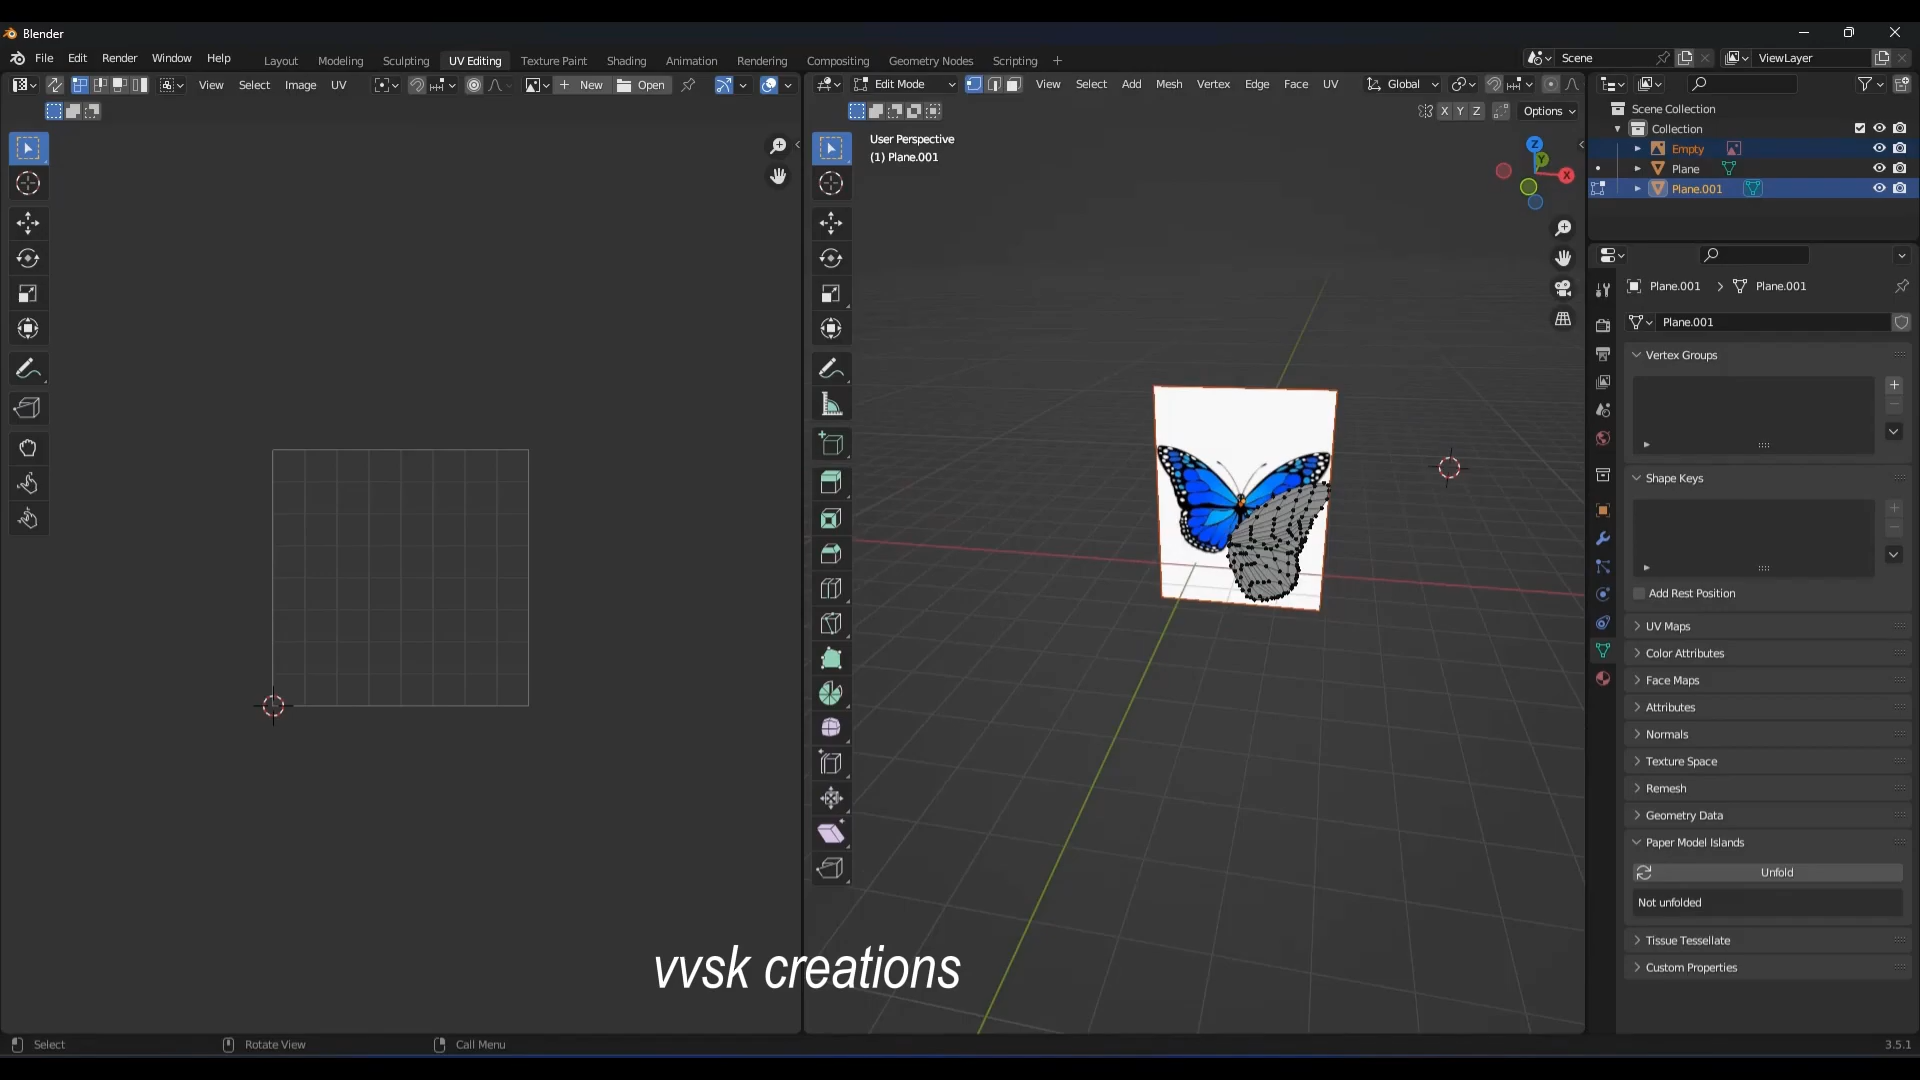 Blender
File Edit Render Window Help Layout Modeling Sculpting UV Editing Texture Paint Shading Animation Rendering Compositing Geometry Nodes Scripting + Scene ViewLayer
View Select Image UV New Open Edit Mode View Select Add Mesh Vertex Edge Face UV Global
X Y Z Options
User Perspective
(1) Plane.001
Z
Y
X
Scene Collection
Collection
Empty
Plane
Plane.001
Plane.001 > Plane.001
Plane.001
Vertex Groups
Shape Keys
Add Rest Position
UV Maps
Color Attributes
Face Maps
Attributes
Normals
Texture Space
Remesh
Geometry Data
Paper Model Islands
Unfold
Not unfolded
Tissue Tessellate
Custom Properties
vvsk creations
Select Rotate View Call Menu 3.5.1